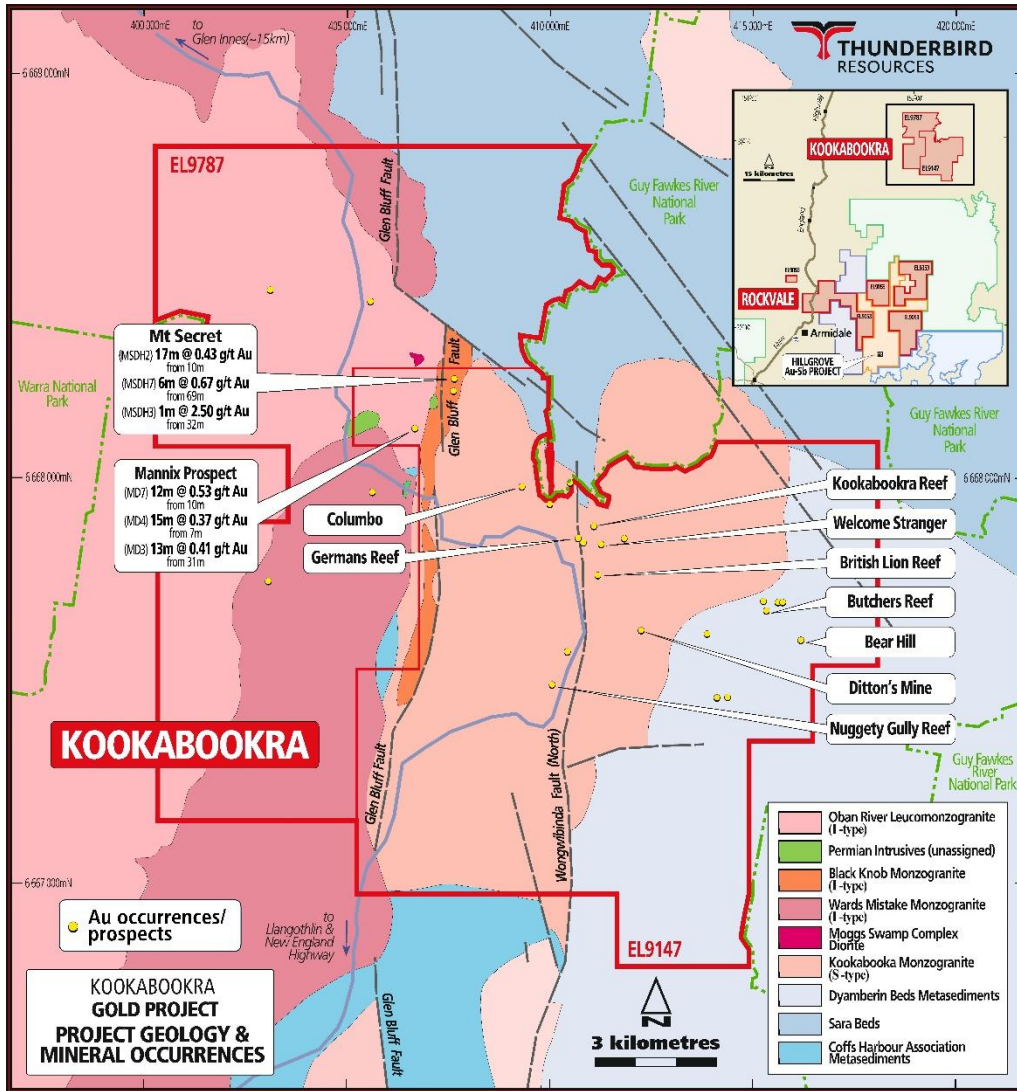 400 000mE
405 000mE
410 000mE
415 000mE
420 000mE
to
Glen Innes(~15km)
THUNDERBIRD
RESOURCES
6 669 000mN
EL9787
Glen Bluff Fault
Guy Fawkes River
National
Park
Highway
EL9787
KOOKABOOKRA
EL9147
15 kilometres
England
ROCKVALE
Armidale
HILLGROVE
Au-Sb PROJECT
Warra National
Park
Mt Secret
(MSDH2) 17m @ 0.43 g/t Au
from 10m
(MSDH7) 6m @ 0.67 g/t Au
from 69m
(MSDH3) 1m @ 2.50 g/t Au
from 32m
Glen Bluff Fault
Guy Fawkes River
National
Park
6 668 000mN
6 668 000mN
Mannix Prospect
(MD7) 12m @ 0.53 g/t Au
from 10m
(MD4) 15m @ 0.37 g/t Au
from 7m
(MD3) 13m @ 0.41 g/t Au
from 31m
Columbo
Germans Reef
Kookabookra Reef
Welcome Stranger
British Lion Reef
Butchers Reef
Bear Hill
Ditton's Mine
Nuggety Gully Reef
KOOKABOOKRA
Glen Bluff Fault
Wongwibinda Fault (North)
Guy Fawkes
River
National Park
6 667 000mN
Au occurrences/
prospects
to
Llangothlin &
New England
Highway
EL9147
KOOKABOOKRA
GOLD PROJECT
PROJECT GEOLOGY &
MINERAL OCCURRENCES
Glen Bluff Fault
N
3 kilometres
Oban River Leucomonzogranite
(I-type)
Permian Intrusives (unassigned)
Black Knob Monzogranite
(I-type)
Wards Mistake Monzogranite
(I-type)
Moggs Swamp Complex
Diorite
Kookabooka Monzogranite
(S-type)
Dyamberin Beds Metasediments
Sara Beds
Coffs Harbour Association
Metasediments